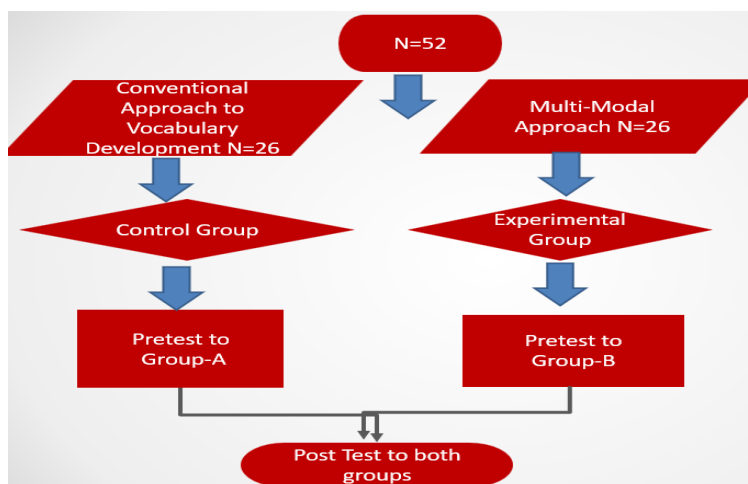 N=52
Conventional
Approach to
Vocabulary
Development N=26
Multi-Modal
Approach N=26
Control Group
Experimental
Group
Pretest to
Group-A
Pretest to
Group-B
Post Test to both
groups